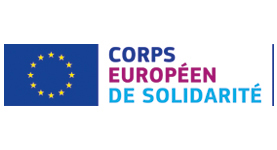 CORPS
EUROPÉEN
DE SOLIDARITÉ